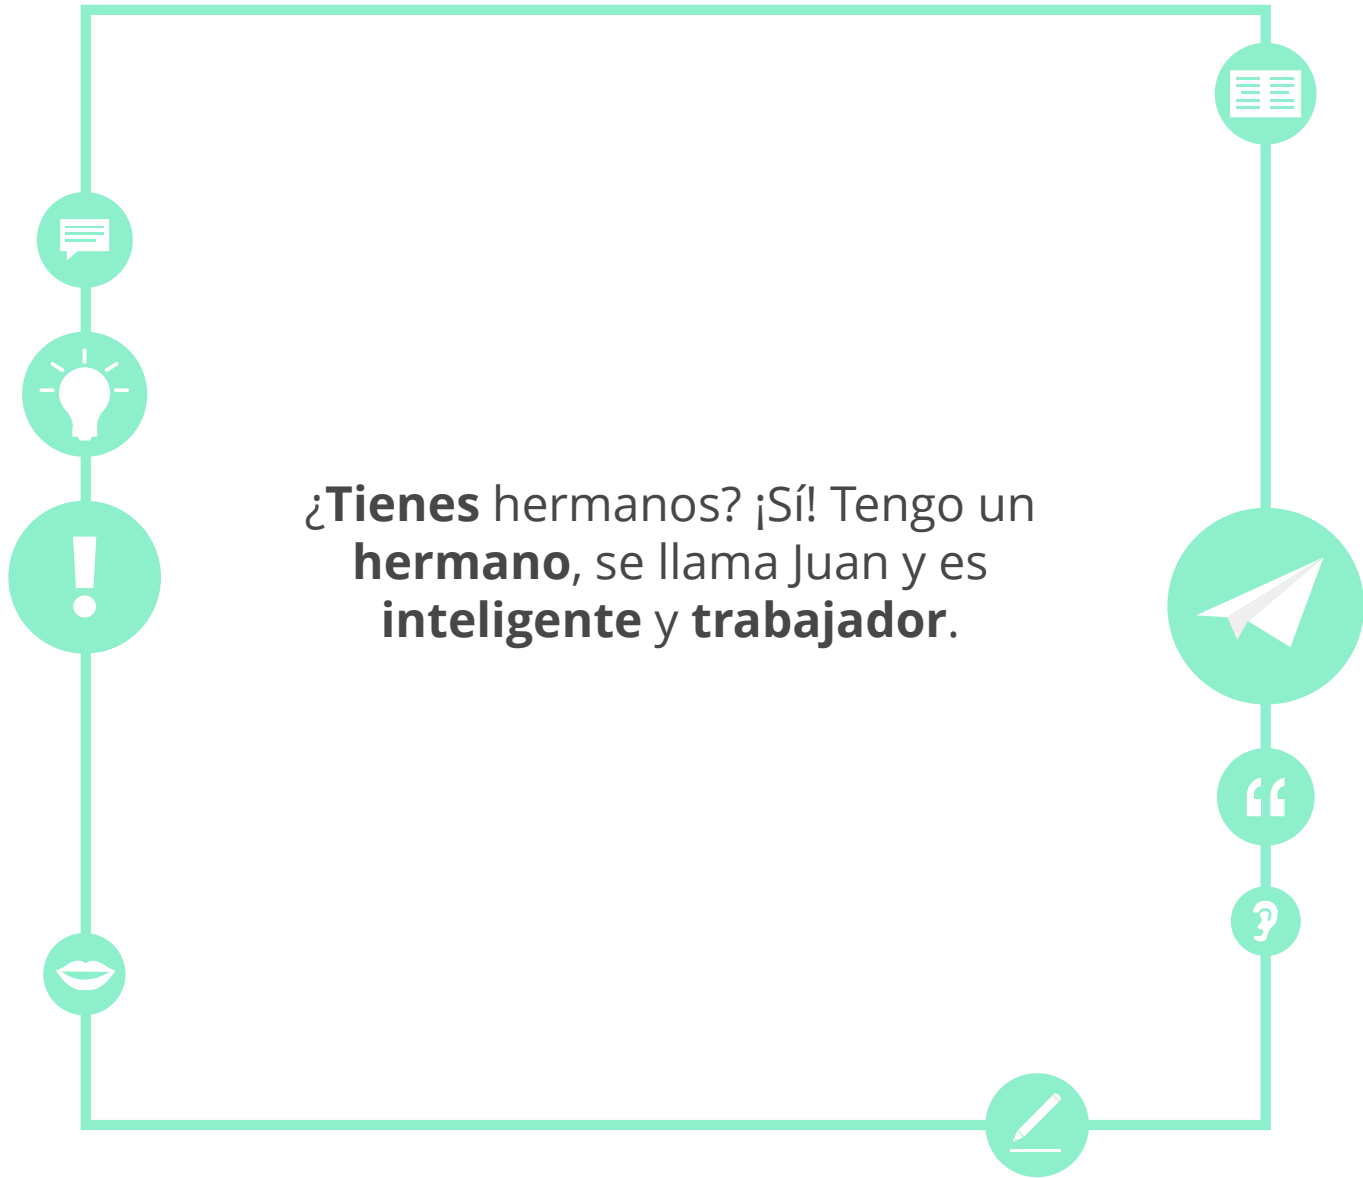 ¿Tienes hermanos? ¡Sí! Tengo un
hermano, se llama Juan y es
inteligente y trabajador.